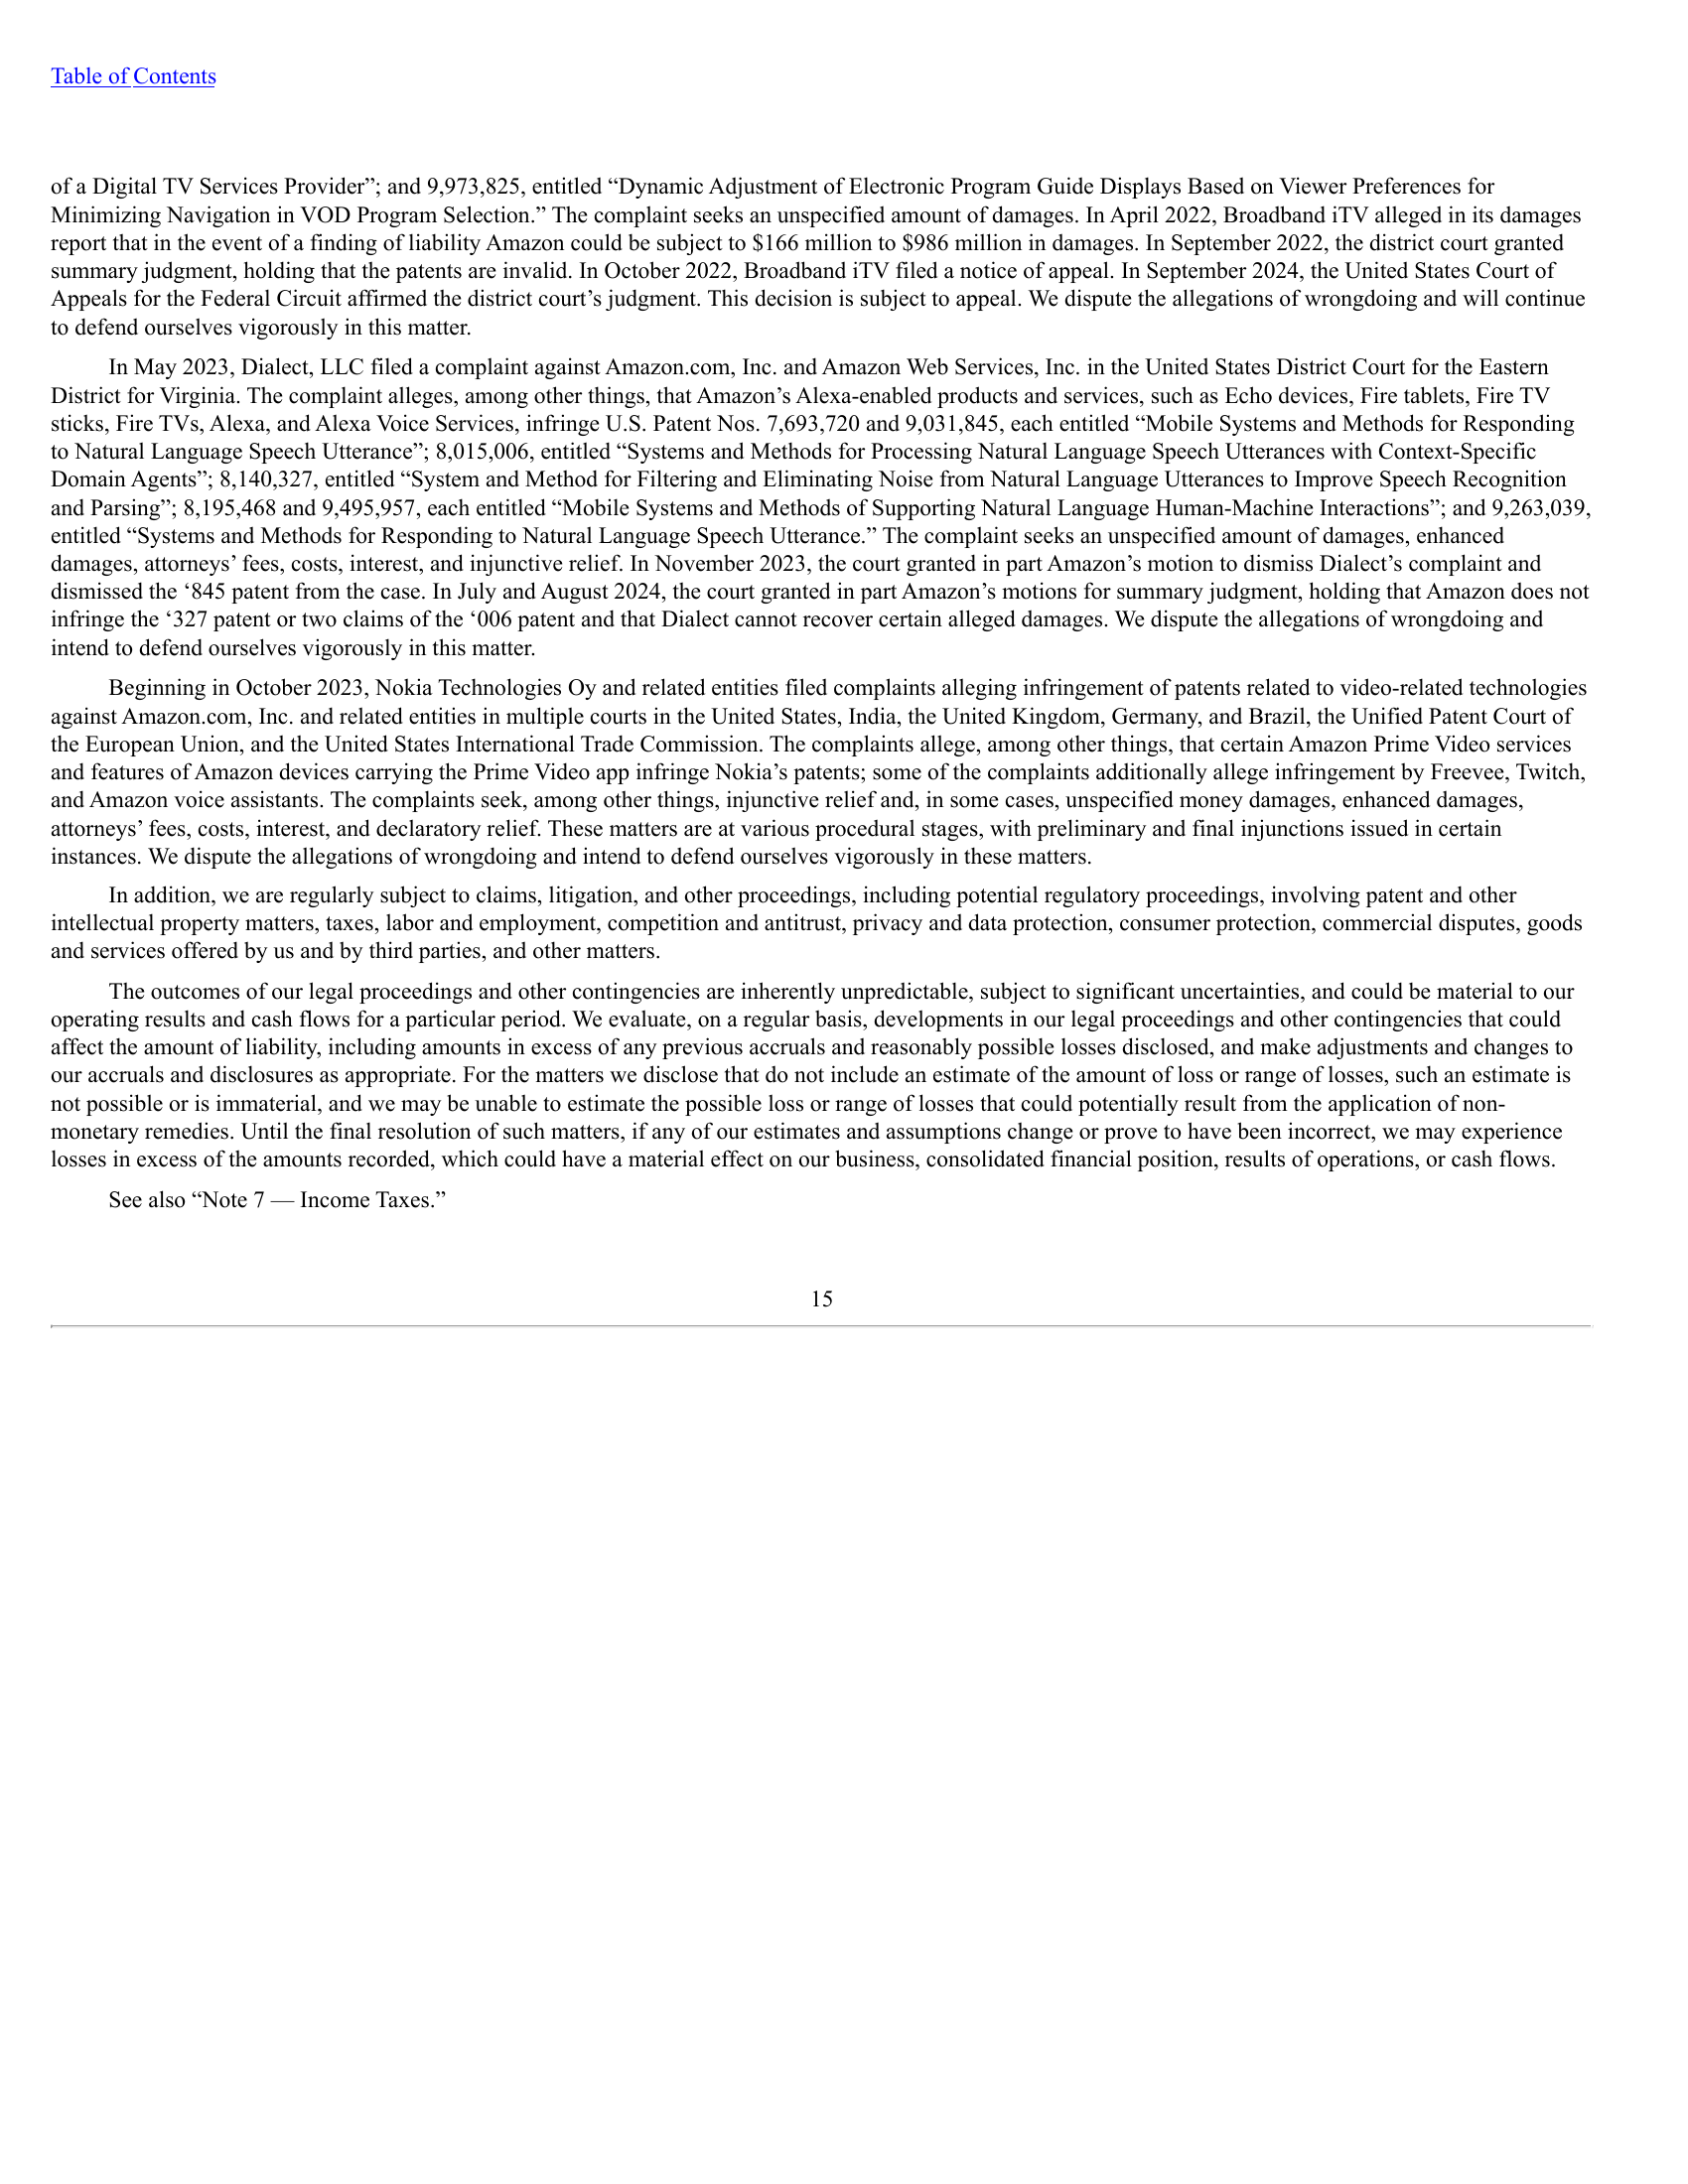 Table of Contents
of a Digital TV Services Provider”; and 9,973,825, entitled “Dynamic Adjustment of Electronic Program Guide Displays Based on Viewer Preferences for
Minimizing Navigation in VOD Program Selection.” The complaint seeks an unspecified amount of damages. In April 2022, Broadband iTV alleged in its damages
report that in the event of a finding of liability Amazon could be subject to $166 million to $986 million in damages. In September 2022, the district court granted
summary judgment, holding that the patents are invalid. In October 2022, Broadband iTV filed a notice of appeal. In September 2024, the United States Court of
Appeals for the Federal Circuit affirmed the district court’s judgment. This decision is subject to appeal. We dispute the allegations of wrongdoing and will continue
to defend ourselves vigorously in this matter.
In May 2023, Dialect, LLC filed a complaint against Amazon.com, Inc. and Amazon Web Services, Inc. in the United States District Court for the Eastern
District for Virginia. The complaint alleges, among other things, that Amazon’s Alexa-enabled products and services, such as Echo devices, Fire tablets, Fire TV
sticks, Fire TVs, Alexa, and Alexa Voice Services, infringe U.S. Patent Nos. 7,693,720 and 9,031,845, each entitled “Mobile Systems and Methods for Responding
to Natural Language Speech Utterance”; 8,015,006, entitled “Systems and Methods for Processing Natural Language Speech Utterances with Context-Specific
Domain Agents”; 8,140,327, entitled “System and Method for Filtering and Eliminating Noise from Natural Language Utterances to Improve Speech Recognition
and Parsing”; 8,195,468 and 9,495,957, each entitled “Mobile Systems and Methods of Supporting Natural Language Human-Machine Interactions”; and 9,263,039,
entitled “Systems and Methods for Responding to Natural Language Speech Utterance.” The complaint seeks an unspecified amount of damages, enhanced
damages, attorneys’ fees, costs, interest, and injunctive relief. In November 2023, the court granted in part Amazon’s motion to dismiss Dialect’s complaint and
dismissed the ‘845 patent from the case. In July and August 2024, the court granted in part Amazon’s motions for summary judgment, holding that Amazon does not
infringe the ‘327 patent or two claims of the ‘006 patent and that Dialect cannot recover certain alleged damages. We dispute the allegations of wrongdoing and
intend to defend ourselves vigorously in this matter.
Beginning in October 2023, Nokia Technologies Oy and related entities filed complaints alleging infringement of patents related to video-related technologies
against Amazon.com, Inc. and related entities in multiple courts in the United States, India, the United Kingdom, Germany, and Brazil, the Unified Patent Court of
the European Union, and the United States International Trade Commission. The complaints allege, among other things, that certain Amazon Prime Video services
and features of Amazon devices carrying the Prime Video app infringe Nokia’s patents; some of the complaints additionally allege infringement by Freevee, Twitch,
and Amazon voice assistants. The complaints seek, among other things, injunctive relief and, in some cases, unspecified money damages, enhanced damages,
attorneys’ fees, costs, interest, and declaratory relief. These matters are at various procedural stages, with preliminary and final injunctions issued in certain
instances. We dispute the allegations of wrongdoing and intend to defend ourselves vigorously in these matters.
In addition, we are regularly subject to claims, litigation, and other proceedings, including potential regulatory proceedings, involving patent and other
intellectual property matters, taxes, labor and employment, competition and antitrust, privacy and data protection, consumer protection, commercial disputes, goods
and services offered by us and by third parties, and other matters.
The outcomes of our legal proceedings and other contingencies are inherently unpredictable, subject to significant uncertainties, and could be material to our
operating results and cash flows for a particular period. We evaluate, on a regular basis, developments in our legal proceedings and other contingencies that could
affect the amount of liability, including amounts in excess of any previous accruals and reasonably possible losses disclosed, and make adjustments and changes to
our accruals and disclosures as appropriate. For the matters we disclose that do not include an estimate of the amount of loss or range of losses, such an estimate is
not possible or is immaterial, and we may be unable to estimate the possible loss or range of losses that could potentially result from the application of non-
monetary remedies. Until the final resolution of such matters, if any of our estimates and assumptions change or prove to have been incorrect, we may experience
losses in excess of the amounts recorded, which could have a material effect on our business, consolidated financial position, results of operations, or cash flows.
See also “Note 7 — Income Taxes.”
15